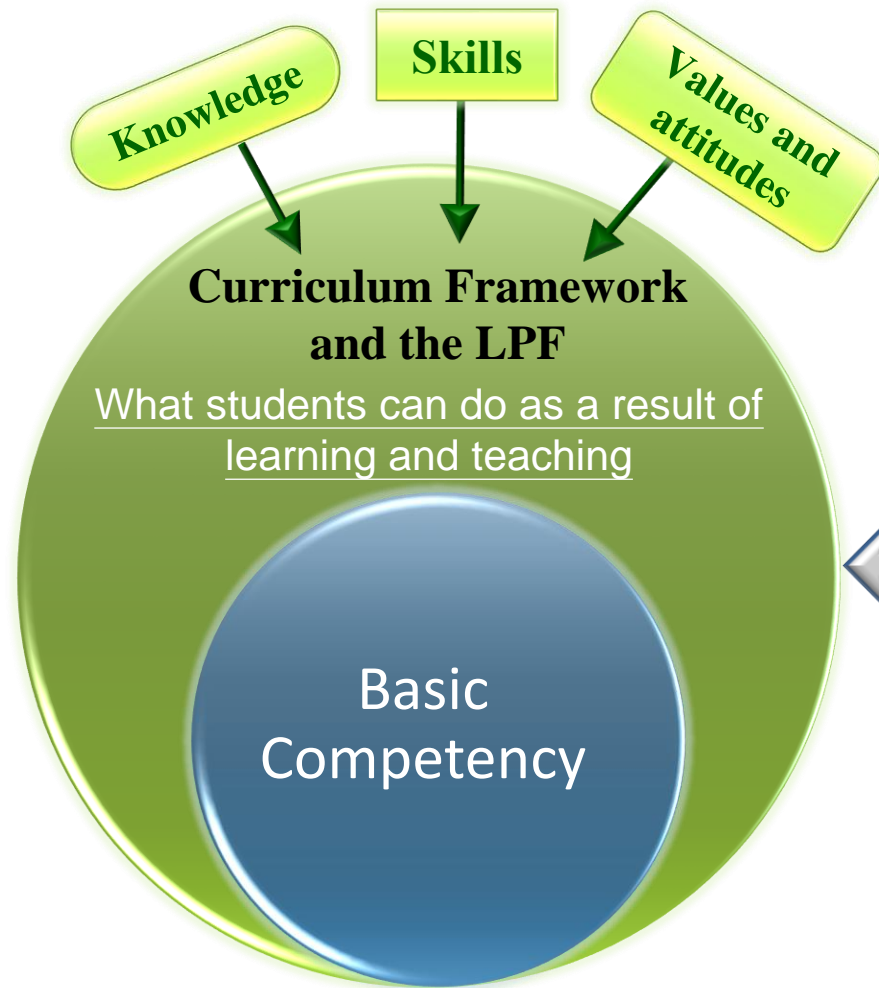 Knowledge
Skills
Values and
attitudes
Curriculum Framework
and the LPF
What students can do as a result of
learning and teaching
Basic
Competency